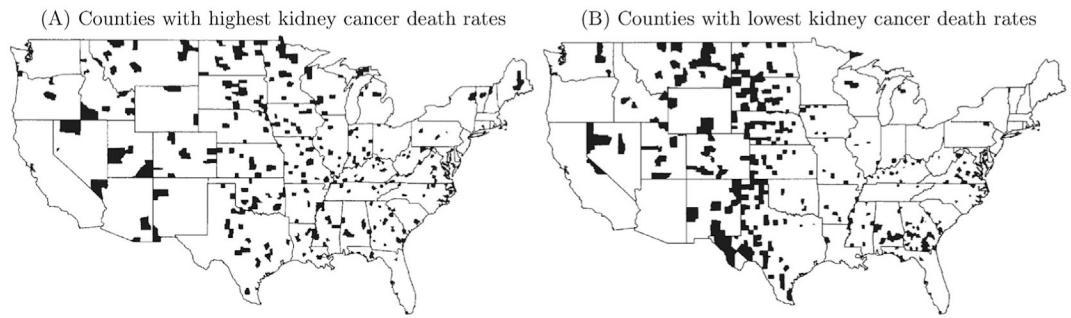 (A) Counties with highest kidney cancer death rates
(B) Counties with lowest kidney cancer death rates